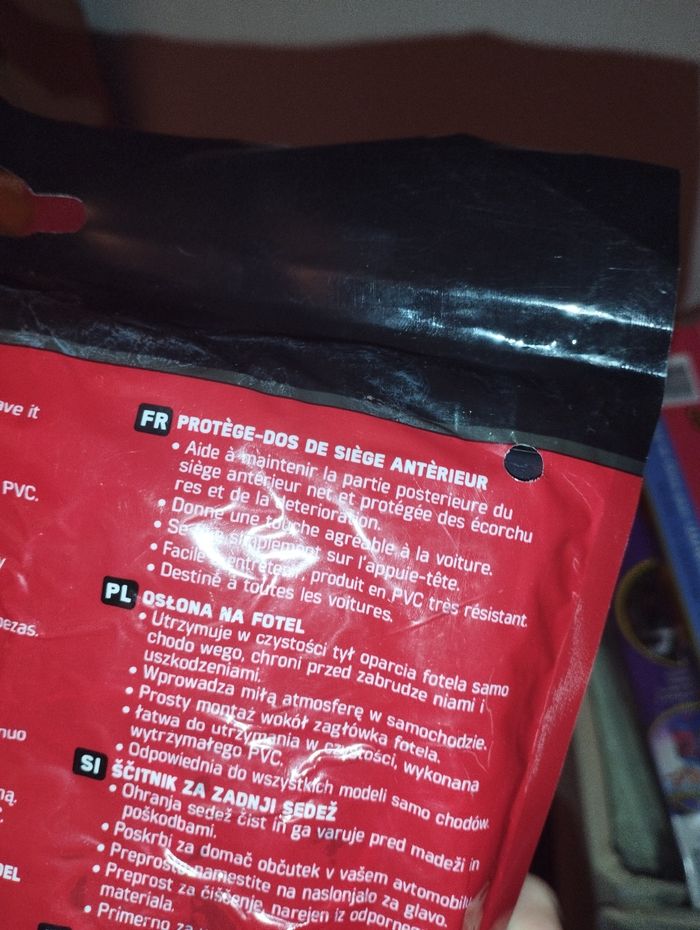 ave it
PVC.
ezas.
nuo
FR PROTÈGE-DOS DE SIÈGE ANTÈRIEUR
• Aide à maintenir la partie posterieure du
siège antérieur net et protégée des écorchu
res et de la deterioration.
• Donne une touche agréable à la voiture.
• simplement sur l'appuie-tête.
• Facile entretenir, produit en PVC très résistant.
• Destiné à toutes les voitures.
PL OSŁONA NA FOTEL
• Utrzymuje w czystości tył oparcia fotela samo
chodo wego, chroni przed zabrudze niami i
uszkodzeniami.
• Wprowadza miłą atmosferę w samochodzie.
• Prosty montaż wokół zagłówka fotela.
• łatwa do utrzymania w czystości, wykonana
wytrzymałego PVC.
• Odpowiednia do wszystkich modeli samo chodów.
SI ŠČITNIK ZA ZADNJI SEDEŽ
• Ohranja sedež čist in ga varuje pred madeži in
poškodbami.
• Poskrbi za domač občutek v vašem avtomobilu
• Preprosto namestite na naslonjalo za glavo.
• Preprost za čiščenje, narejen iz odpornega
materiala.
• Primerno za